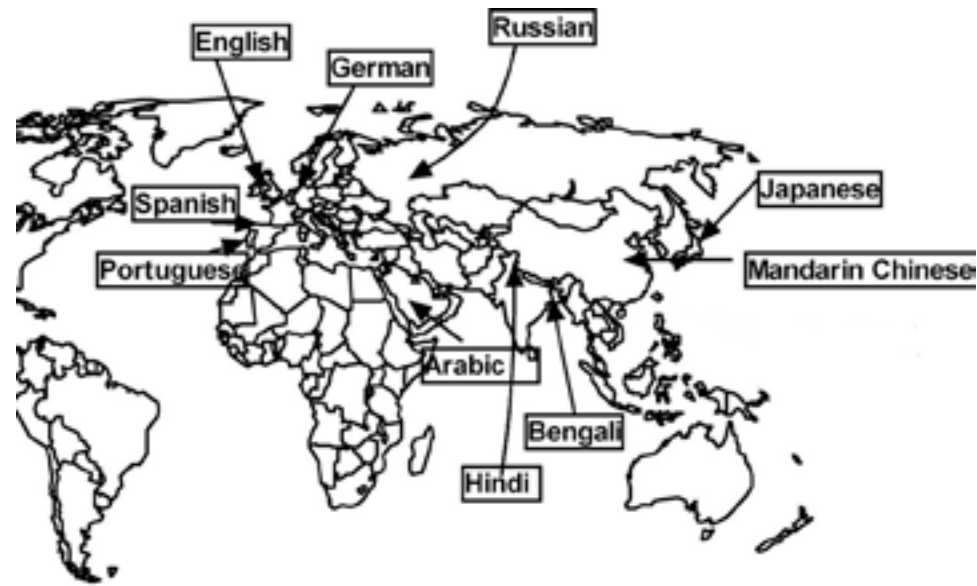 Russian
English
German
Japanese
Spanish
Portuguese
Mandarin Chinese
Arabic
Bengali
Hindi